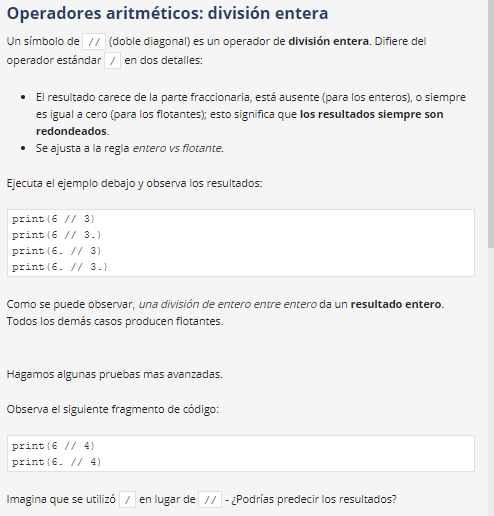 Operadores aritméticos: división entera
Un símbolo de // (doble diagonal) es un operador de división entera. Difiere del
operador estándar / en dos detalles:
• El resultado carece de la parte fraccionaria, está ausente (para los enteros), o siempre
es igual a cero (para los flotantes); esto significa que los resultados siempre son
redondeados.
• Se ajusta a la regla entero vs flotante.
Ejecuta el ejemplo debajo y observa los resultados:
print(6 // 3)
print(6 // 3.)
print(6. // 3)
print(6. // 3.)
Como se puede observar, una división de entero entre entero da un resultado entero.
Todos los demás casos producen flotantes.
Hagamos algunas pruebas mas avanzadas.
Observa el siguiente fragmento de código:
print(6 // 4)
print(6. // 4)
Imagina que se utilizó / en lugar de // - ¿Podrías predecir los resultados?